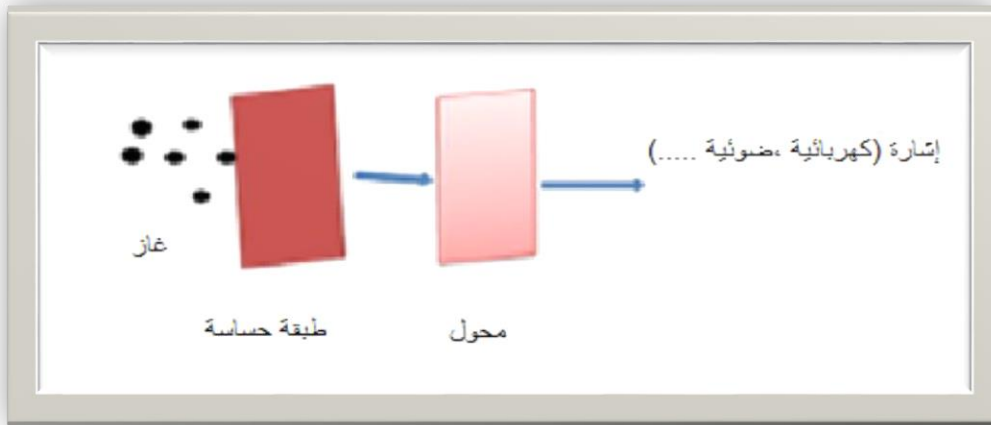 إشارة (كهربائية ،ضوئية .....)
غاز
طبقة حساسة
محول